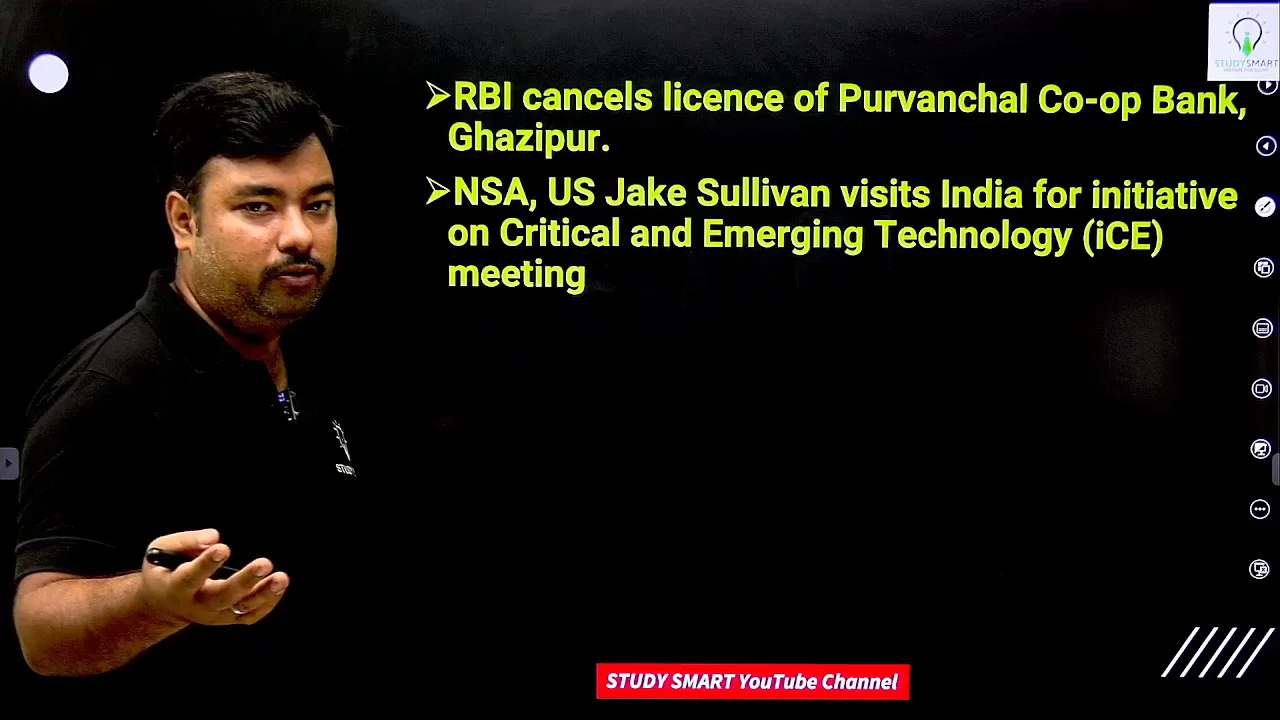 STUDYSMART
➢RBI cancels licence of Purvanchal Co-op Bank,
Ghazipur.
➢NSA, US Jake Sullivan visits India for initiative
on Critical and Emerging Technology (iCE)
meeting
STUDY SMART YouTube Channel